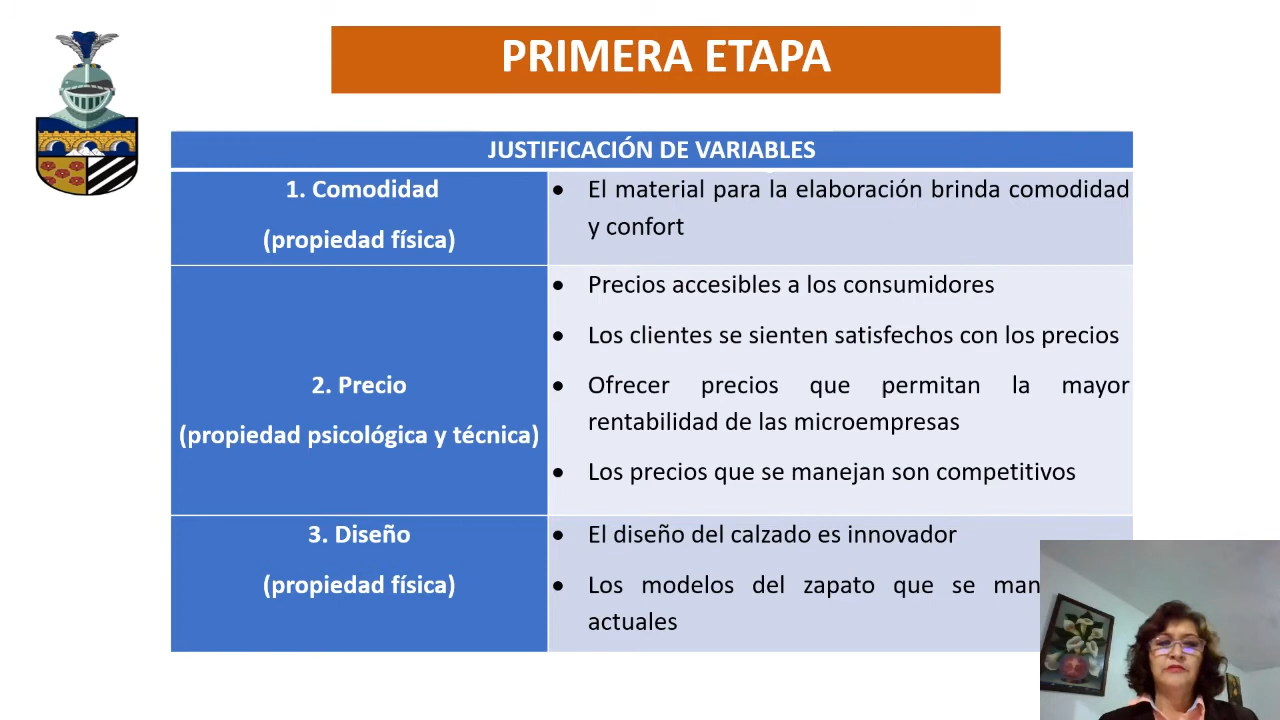 PRIMERA ETAPA
JUSTIFICACIÓN DE VARIABLES
1. Comodidad
(propiedad física)
• El material para la elaboración brinda comodidad
y confort
2. Precio
(propiedad psicológica y técnica)
• Precios accesibles a los consumidores
• Los clientes se sienten satisfechos con los precios
• Ofrecer precios que permitan la mayor
rentabilidad de las microempresas
• Los precios que se manejan son competitivos
3. Diseño
(propiedad física)
• El diseño del calzado es innovador
• Los modelos del zapato que se
actuales